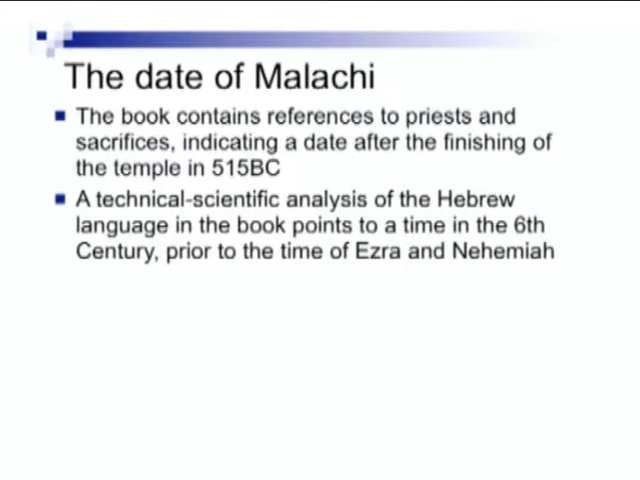 The date of Malachi
The book contains references to priests and
sacrifices, indicating a date after the finishing of
the temple in 515BC
A technical-scientific analysis of the Hebrew
language in the book points to a time in the 6th
Century, prior to the time of Ezra and Nehemiah